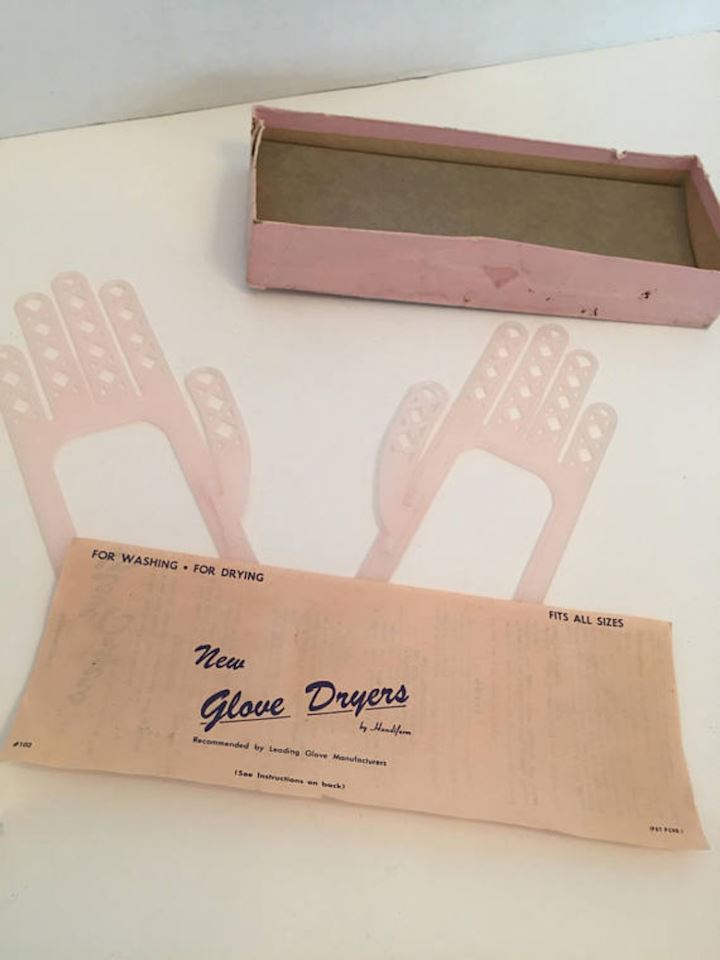 FOR WASHING • FOR DRYING
FITS ALL SIZES
New
Glove Dryers
by Handiform
Recommended by Leading Glove Manufacturers
(See Instructions on back)
#102
(PAT PEND.)